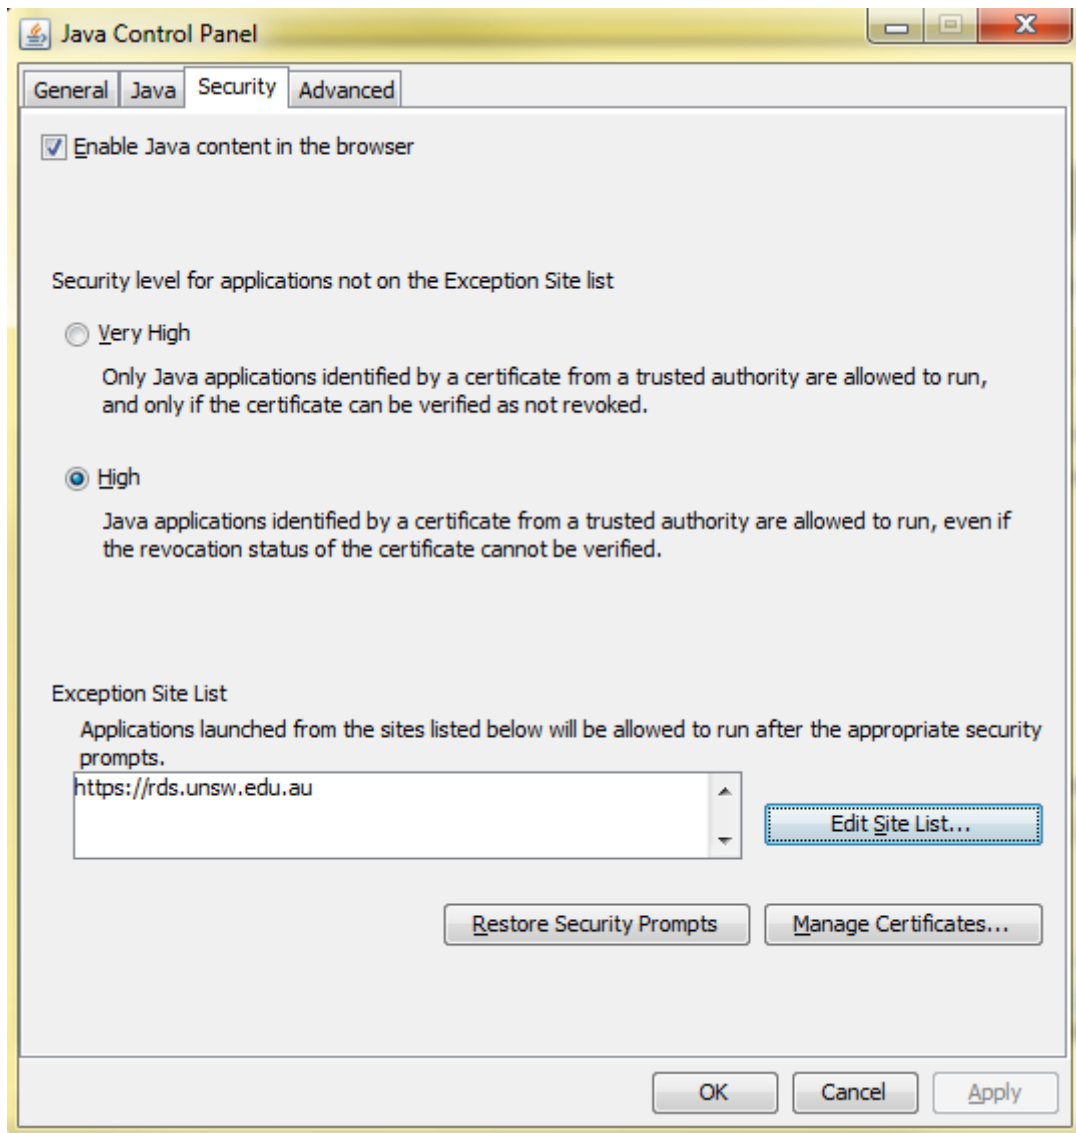 Java Control Panel
General Java Security Advanced
Enable Java content in the browser
Security level for applications not on the Exception Site list
Very High
Only Java applications identified by a certificate from a trusted authority are allowed to run,
and only if the certificate can be verified as not revoked.
High
Java applications identified by a certificate from a trusted authority are allowed to run, even if
the revocation status of the certificate cannot be verified.
Exception Site List
Applications launched from the sites listed below will be allowed to run after the appropriate security
prompts.
https://rds.unsw.edu.au
Edit Site List...
Restore Security Prompts Manage Certificates...
OK Cancel Apply